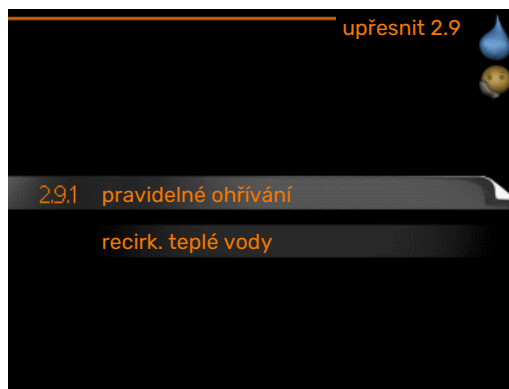 upřesnit 2.9
2.9.1 pravidelné ohřívání
recirk. teplé vody